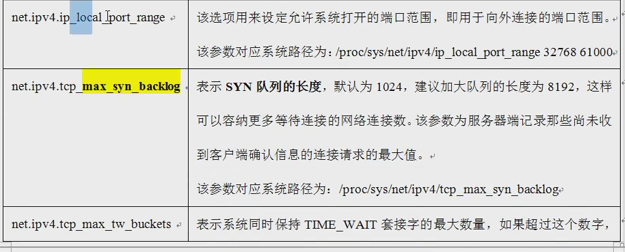 net.ipv4.ip_local_port_range
该选项用来设定允许系统打开的端口范围，即用于向外连接的端口范围。
该参数对应系统路径为：/proc/sys/net/ipv4/ip_local_port_range 32768 61000
net.ipv4.tcp_max_syn_backlog
表示 SYN 队列的长度，默认为 1024，建议加大队列的长度为 8192，这样
可以容纳更多等待连接的网络连接数。该参数为服务器端记录那些尚未收
到客户端确认信息的连接请求的最大值。
该参数对应系统路径为：/proc/sys/net/ipv4/tcp_max_syn_backlog
net.ipv4.tcp_max_tw_buckets
表示系统同时保持 TIME_WAIT 套接字的最大数量，如果超过这个数字，